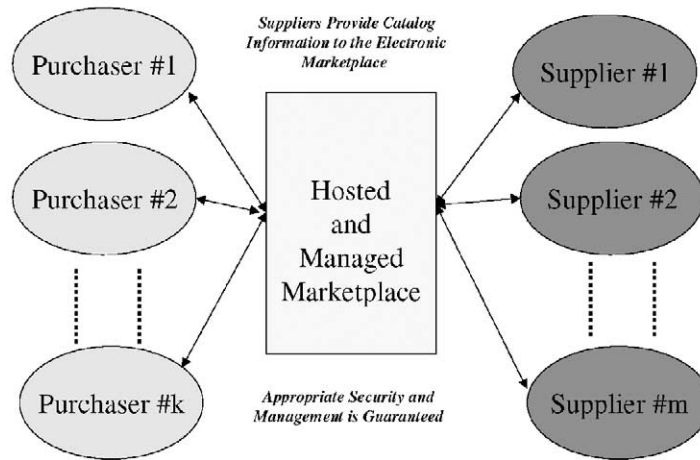 Suppliers Provide Catalog
Information to the Electronic
Marketplace
Purchaser #1
Purchaser #2
Purchaser #k
Hosted
and
Managed
Marketplace
Supplier #1
Supplier #2
Supplier #m
Appropriate Security and
Management is Guaranteed